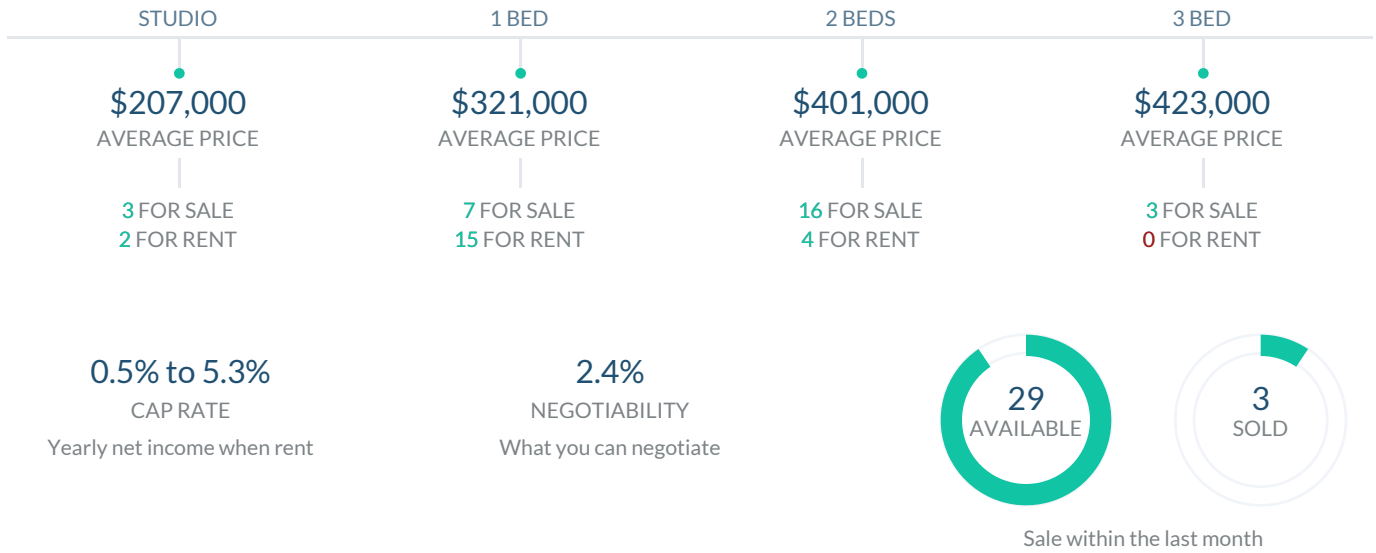 STUDIO
$207,000
AVERAGE PRICE
3 FOR SALE
2 FOR RENT
1 BED
$321,000
AVERAGE PRICE
7 FOR SALE
15 FOR RENT
2 BEDS
$401,000
AVERAGE PRICE
16 FOR SALE
4 FOR RENT
3 BED
$423,000
AVERAGE PRICE
3 FOR SALE
0 FOR RENT
0.5% to 5.3%
CAP RATE
Yearly net income when rent
2.4%
NEGOTIABILITY
What you can negotiate
29
AVAILABLE
3
SOLD
Sale within the last month